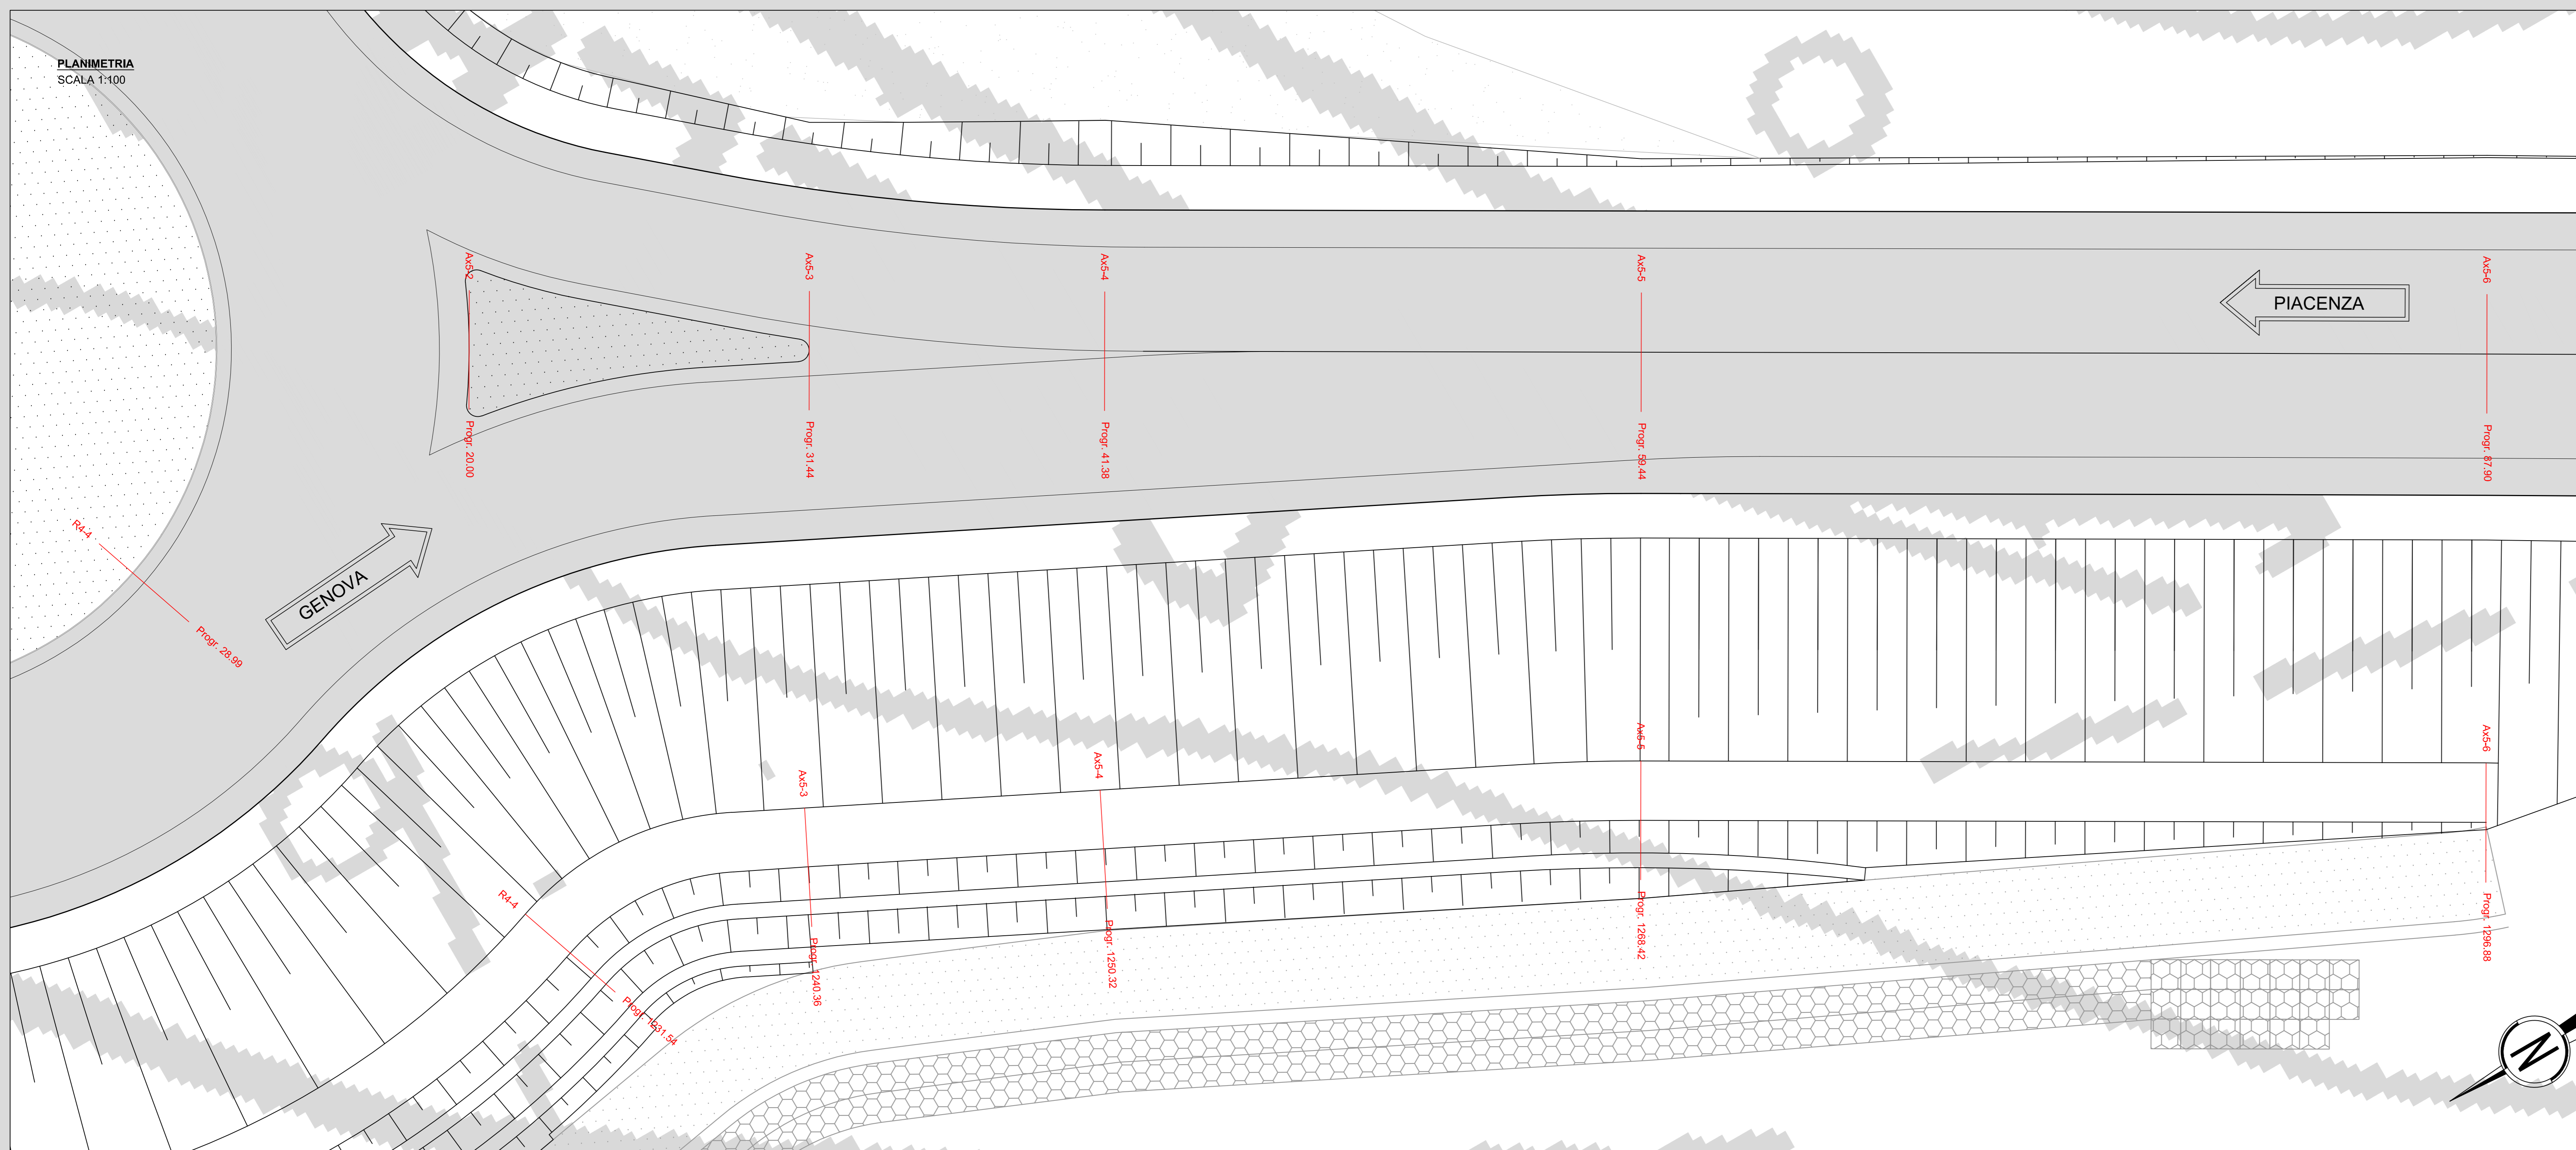 PLANIMETRIA
SCALA 1:100
Ax5-2
Ax5-3
Ax5-4
Ax5-5
Ax5-6
PIACENZA
Progr. 20.00
Progr. 31.44
Progr. 41.38
Progr. 59.44
Progr. 87.90
R4-4
Progr. 28.99
GENOVA
Ax5-3
Ax5-4
Ax5-5
Ax5-6
R4-4
Progr. 1231.54
Progr. 1240.36
Progr. 1250.32
Progr. 1268.42
Progr. 1296.88
N